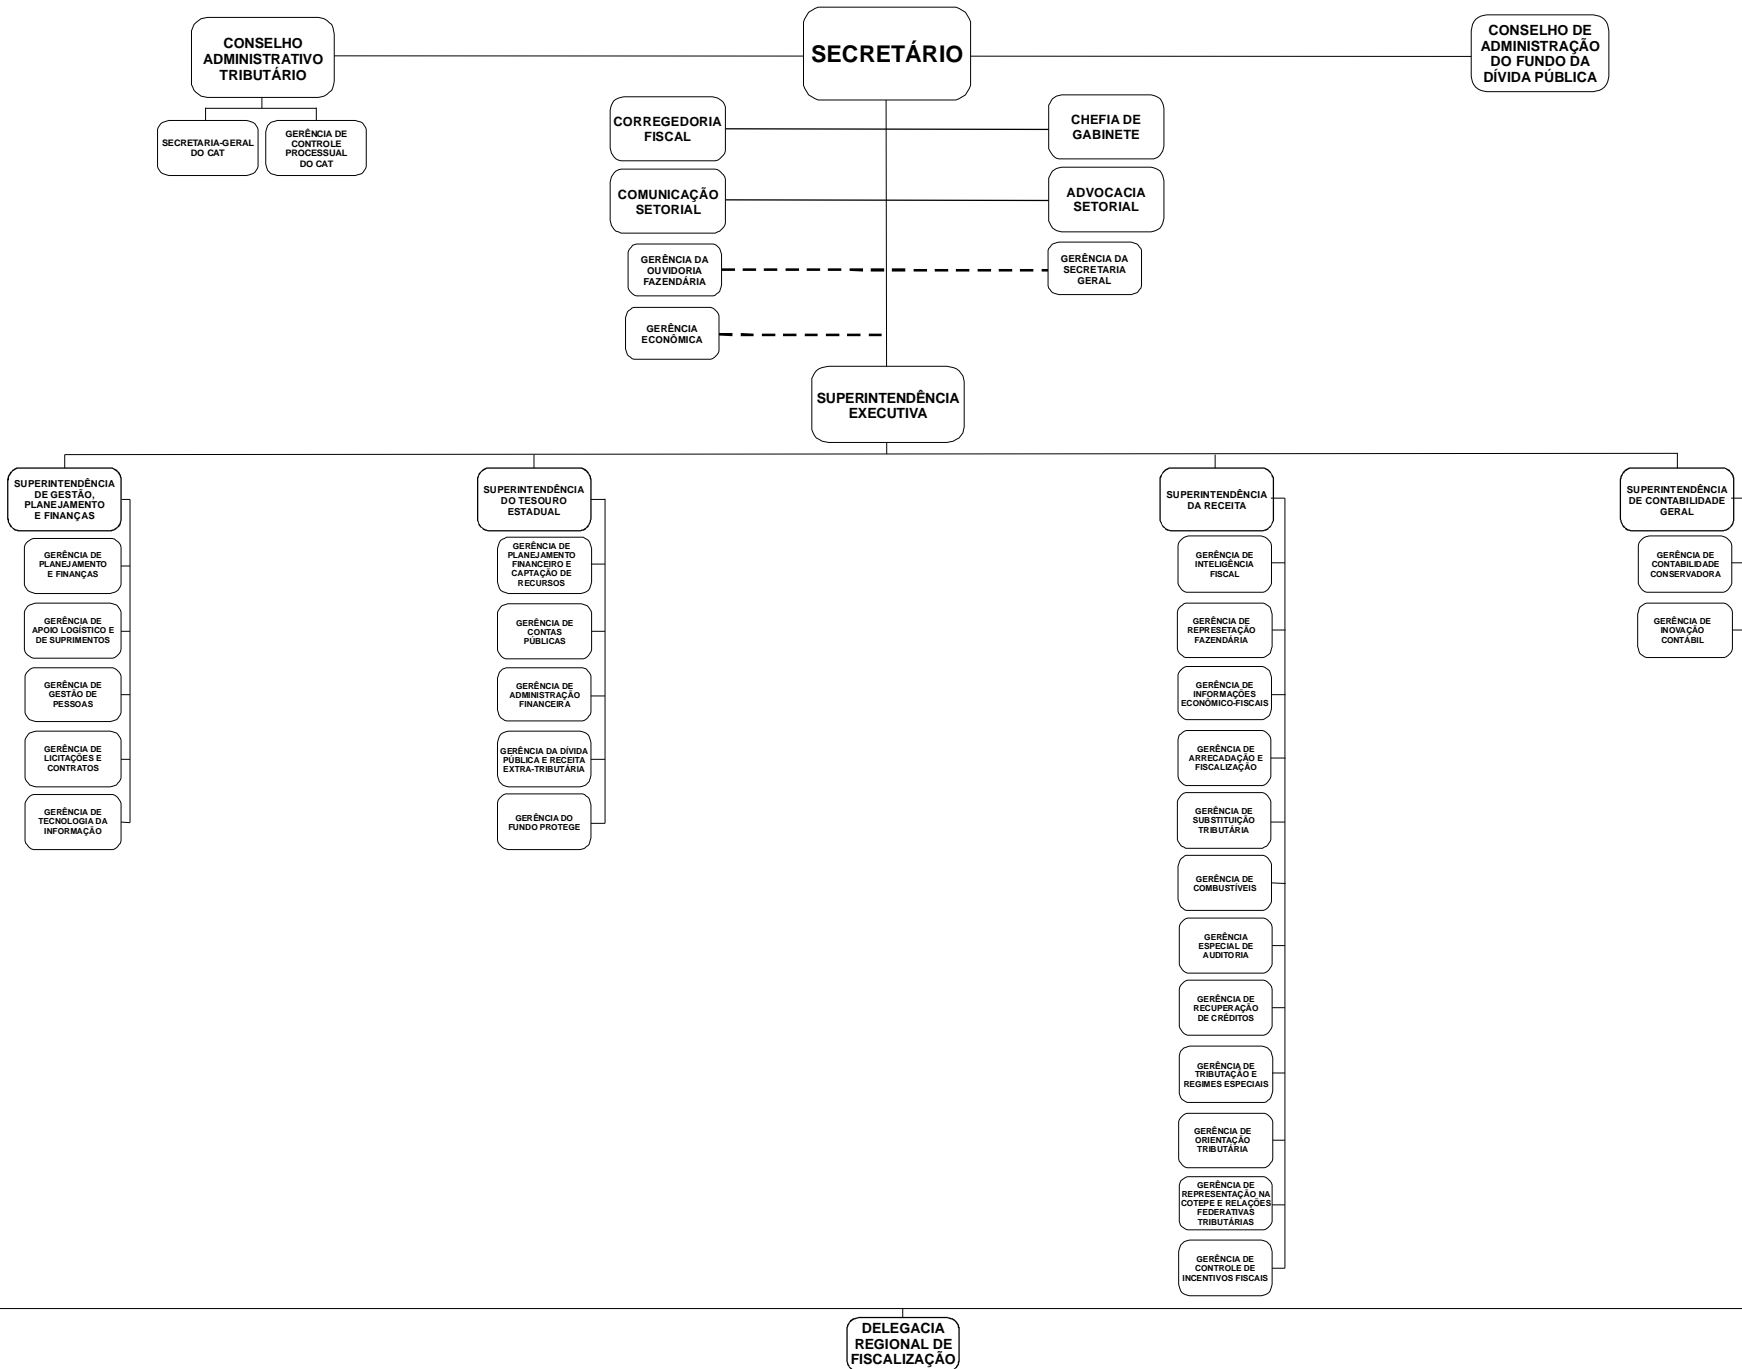 CONSELHO
ADMINISTRATIVO
TRIBUTÁRIO
SECRETÁRIO
CONSELHO DE
ADMINISTRAÇÃO
DO FUNDO DA
DÍVIDA PÚBLICA
SECRETARIA-GERAL
DO CAT
GERÊNCIA DE
CONTROLE
PROCESSUAL
DO CAT
CORREGEDORIA
FISCAL
CHEFIA DE
GABINETE
COMUNICAÇÃO
SETORIAL
ADVOCACIA
SETORIAL
GERÊNCIA DA
OUVIDORIA
FAZENDÁRIA
GERÊNCIA DA
SECRETARIA
GERAL
GERÊNCIA
ECONÔMICA
SUPERINTENDÊNCIA
EXECUTIVA
SUPERINTENDÊNCIA
DE GESTÃO,
PLANEJAMENTO
E FINANÇAS
GERÊNCIA DE
PLANEJAMENTO
E FINANÇAS
GERÊNCIA DE
APOIO LOGÍSTICO E
DE SUPRIMENTOS
GERÊNCIA DE
GESTÃO DE
PESSOAS
GERÊNCIA DE
LICITAÇÕES E
CONTRATOS
GERÊNCIA DE
TECNOLOGIA DA
INFORMAÇÃO
SUPERINTENDÊNCIA
DO TESOURO
ESTADUAL
GERÊNCIA DE
PLANEJAMENTO
FINANCEIRO E
CAPTAÇÃO DE
RECURSOS
GERÊNCIA DE
CONTAS
PÚBLICAS
GERÊNCIA DE
ADMINISTRAÇÃO
FINANCEIRA
GERÊNCIA DA DÍVIDA
PÚBLICA E RECEITA
EXTRA-TRIBUTÁRIA
GERÊNCIA DO
FUNDO PROTEGE
SUPERINTENDÊNCIA
DA RECEITA
GERÊNCIA DE
INTELIGÊNCIA
FISCAL
GERÊNCIA DE
REPRESETAÇÃO
FAZENDÁRIA
GERÊNCIA DE
INFORMAÇÕES
ECONÔMICO-FISCAIS
GERÊNCIA DE
ARRECADAÇÃO E
FISCALIZAÇÃO
GERÊNCIA DE
SUBSTITUIÇÃO
TRIBUTÁRIA
GERÊNCIA DE
COMBUSTÍVEIS
GERÊNCIA
ESPECIAL DE
AUDITORIA
GERÊNCIA DE
RECUPERAÇÃO
DE CRÉDITOS
GERÊNCIA DE
TRIBUTAÇÃO E
REGIMES ESPECIAIS
GERÊNCIA DE
ORIENTAÇÃO
TRIBUTÁRIA
GERÊNCIA DE
REPRESENTAÇÃO NA
COTEPE E RELAÇÕES
FEDERATIVAS
TRIBUTÁRIAS
GERÊNCIA DE
CONTROLE DE
INCENTIVOS FISCAIS
SUPERINTENDÊNCIA
DE CONTABILIDADE
GERAL
GERÊNCIA DE
CONTABILIDADE
CONSERVADORA
GERÊNCIA DE
INOVAÇÃO
CONTÁBIL
DELEGACIA
REGIONAL DE
FISCALIZAÇÃO